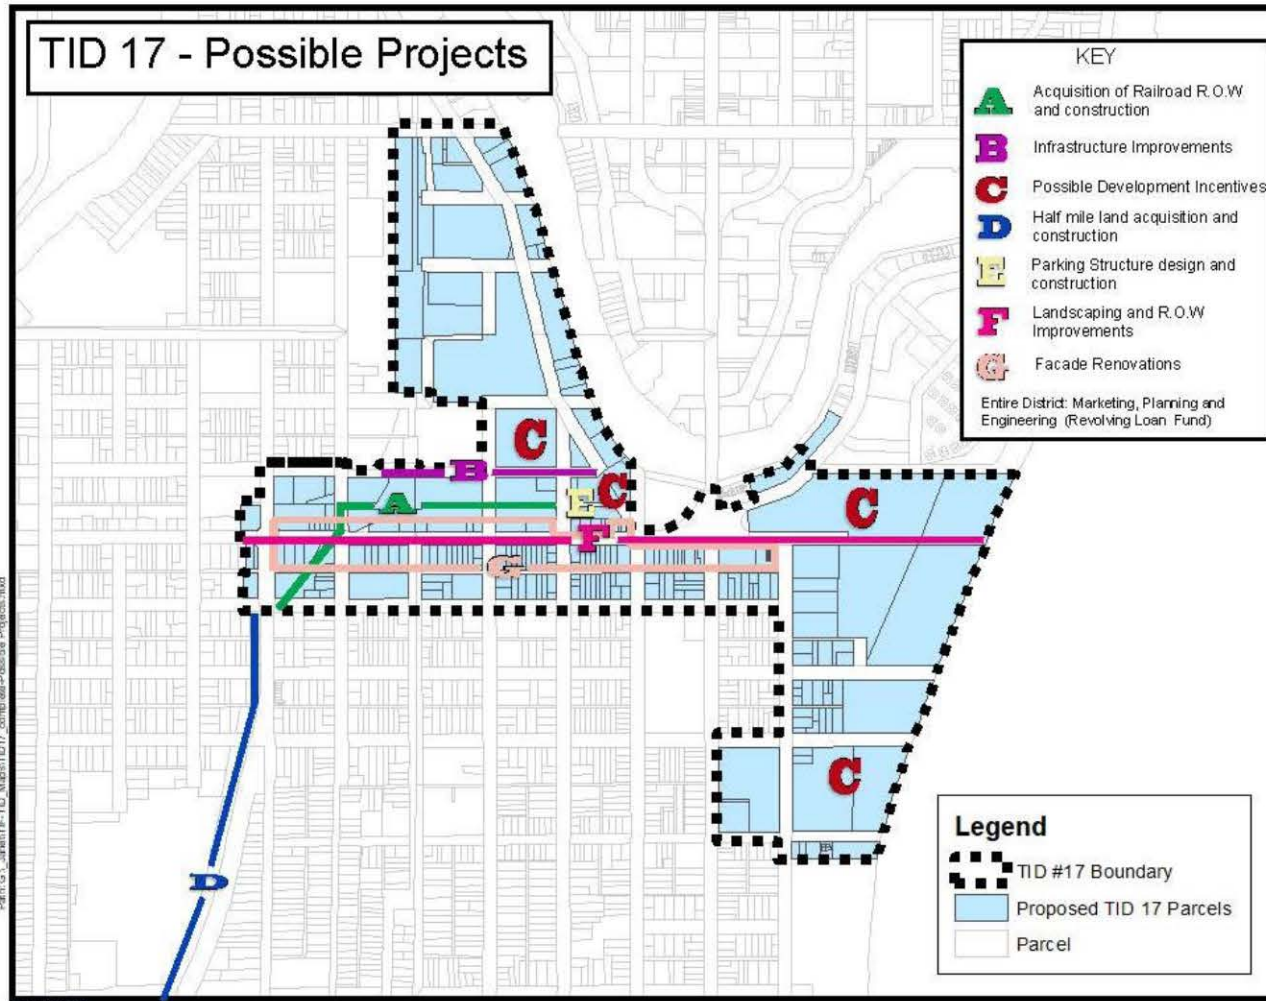 TID 17 - Possible Projects
KEY
A
Acquisition of Railroad R.O.W
and construction
B
Infrastructure Improvements
C
Possible Development Incentives
D
Half mile land acquisition and
construction
E
Parking Structure design and
construction
F
Landscaping and R.O.W
Improvements
G
Facade Renovations
Entire District: Marketing, Planning and
Engineering (Revolving Loan Fund)
C
B
A
E
C
C
F
G
C
D
Legend
TID #17 Boundary
Proposed TID 17 Parcels
Parcel